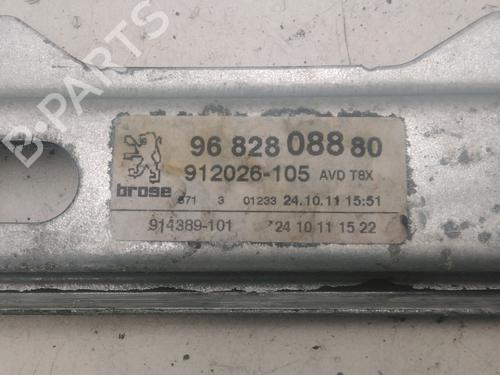 B-PARTS
96 828 088 80
912026-105 AVD T8X
brose
871 3 01233 24.10.11 15:51
914389-101 24 10 11 15 22